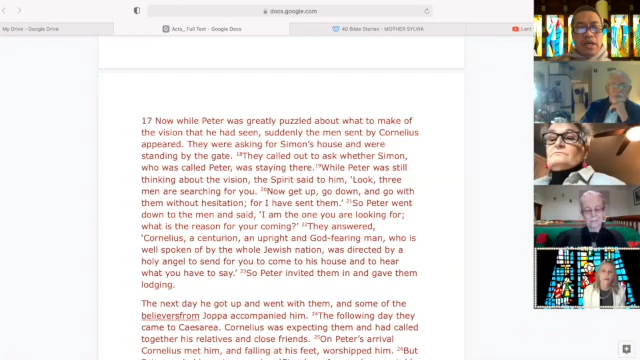 docs.google.com
My Drive - Google Drive
Acts_ Full Text - Google Docs
40 Bible Stories - MOTHER SYLVIA
17 Now while Peter was greatly puzzled about what to make of
the vision that he had seen, suddenly the men sent by Cornelius
appeared. They were asking for Simon's house and were
standing by the gate. 18They called out to ask whether Simon,
who was called Peter, was staying there.19While Peter was
still thinking about the vision, the Spirit said to him, 'Look, three
men are searching for you. 20Now get up, go down, and go with
them without hesitation; for I have sent them.' 21So Peter went
down to the men and said, 'I am the one you are looking for;
what is the reason for your coming?' 22They answered,
'Cornelius, a centurion, an upright and God-fearing man, who is
well spoken of by the whole Jewish nation, was directed by a
holy angel to send for you to come to his house and to hear
what you have to say.' 23So Peter invited them in and gave them
lodging.
The next day he got up and went with them, and some of the
believersfrom Joppa accompanied him. 24The following day they
came to Caesarea. Cornelius was expecting them and had called
together his relatives and close friends. 25On Peter's arrival
Cornelius met him, and falling at his feet, worshipped him. 26But